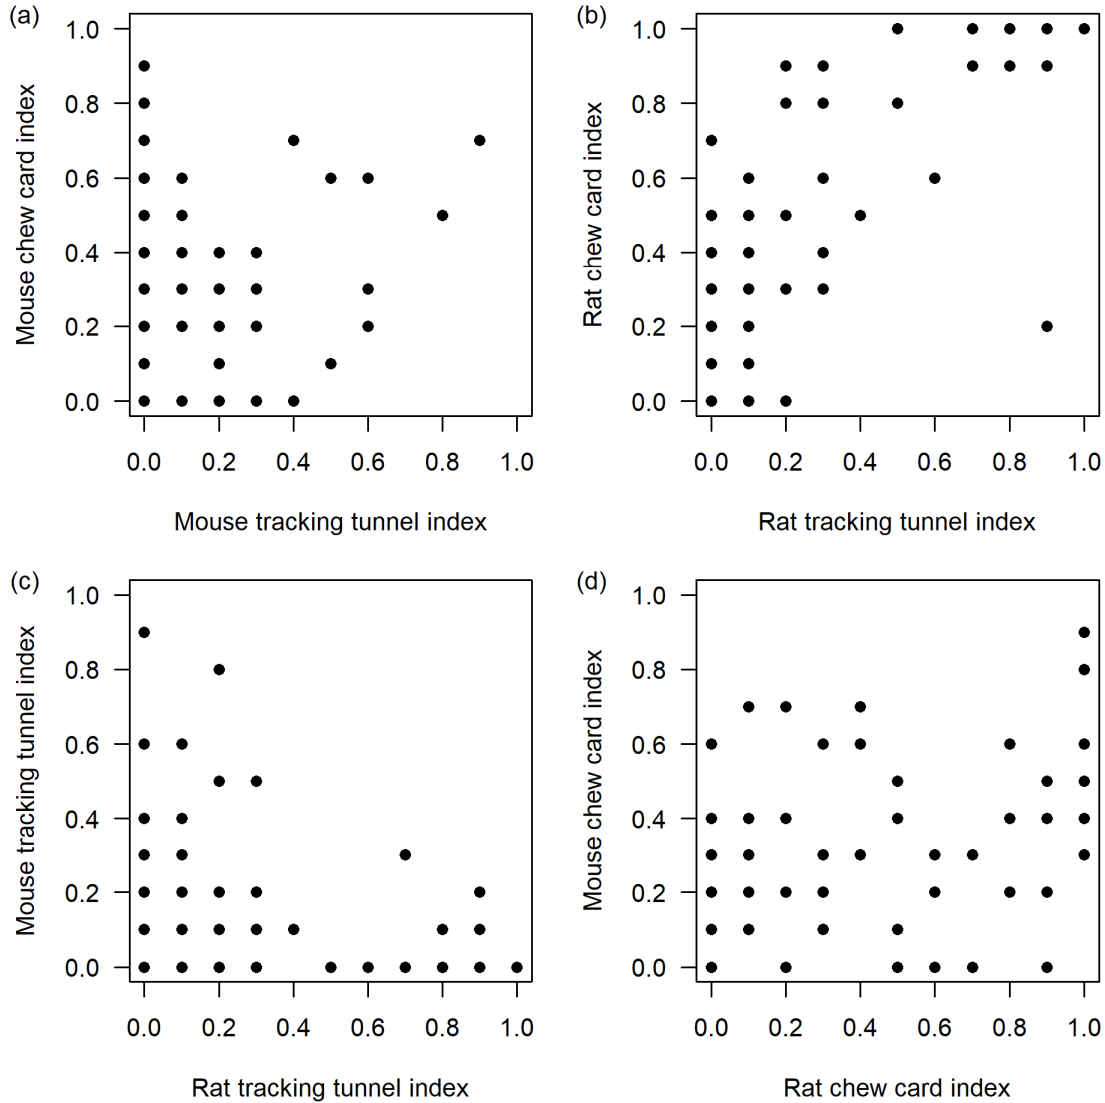 (a)
1.0
0.8
0.6
0.4
0.2
0.0
Mouse chew card index
0.0 0.2 0.4 0.6 0.8 1.0
Mouse tracking tunnel index
(b)
1.0
0.8
0.6
0.4
0.2
0.0
Rat chew card index
0.0 0.2 0.4 0.6 0.8 1.0
Rat tracking tunnel index
(c)
1.0
0.8
0.6
0.4
0.2
0.0
Mouse tracking tunnel index
0.0 0.2 0.4 0.6 0.8 1.0
Rat tracking tunnel index
(d)
1.0
0.8
0.6
0.4
0.2
0.0
Mouse chew card index
0.0 0.2 0.4 0.6 0.8 1.0
Rat chew card index